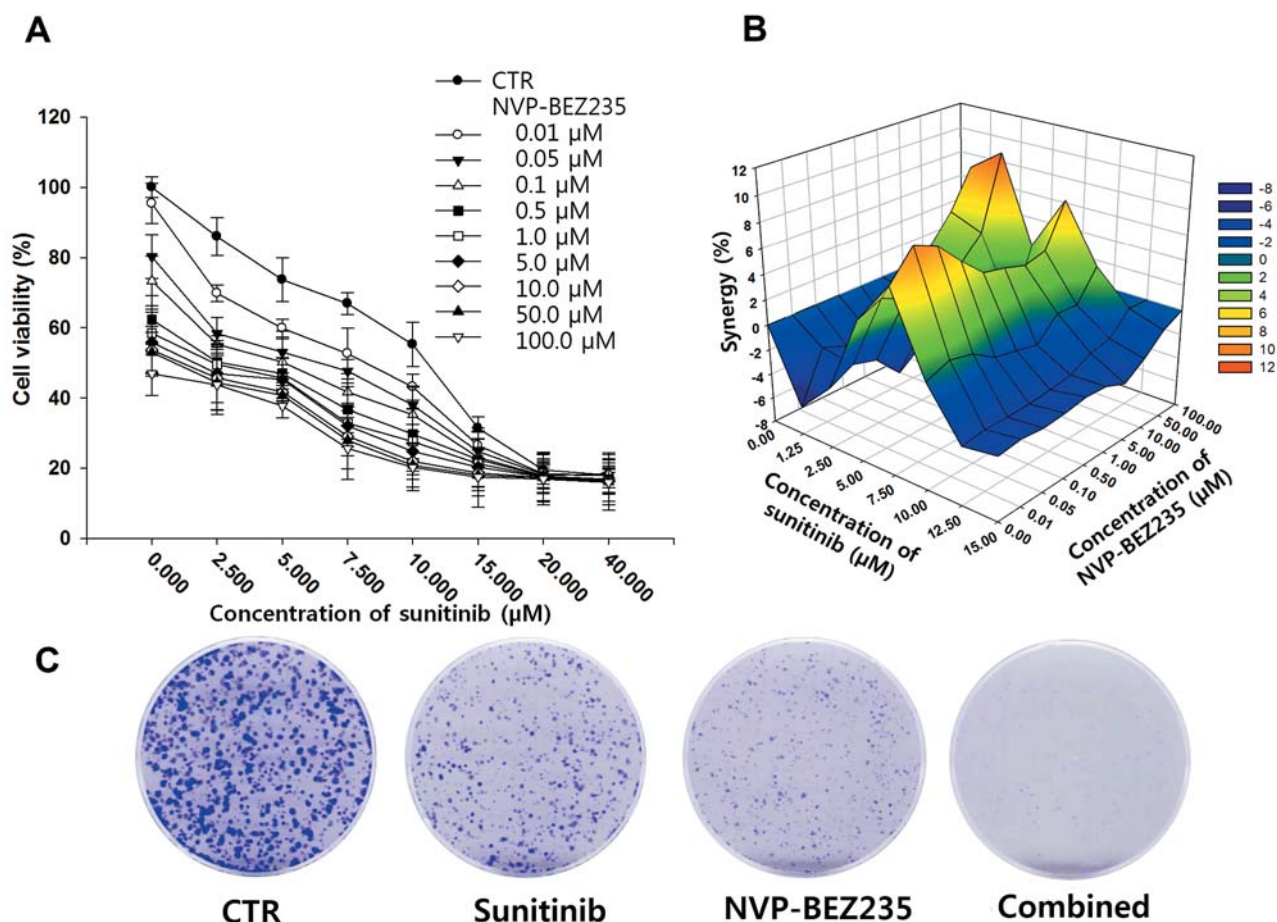 A
CTR
NVP-BEZ235
0.01 µM
0.05 µM
0.1 µM
0.5 µM
1.0 µM
5.0 µM
10.0 µM
50.0 µM
100.0 µM
Cell viability (%)
120
100
80
60
40
20
0
0.000
2.500
5.000
7.500
10.000
15.000
20.000
40.000
Concentration of sunitinib (µM)
B
Synergy (%)
12
10
8
6
4
2
0
-2
-4
-6
-8
0.00
1.25
2.50
5.00
7.50
10.00
12.50
15.00
Concentration of
sunitinib (µM)
0.00
0.01
0.05
0.10
0.50
1.00
5.00
10.00
50.00
100.00
Concentration of
NVP-BEZ235 (µM)
-8
-6
-4
-2
0
2
4
6
8
10
12
C
CTR
Sunitinib
NVP-BEZ235
Combined